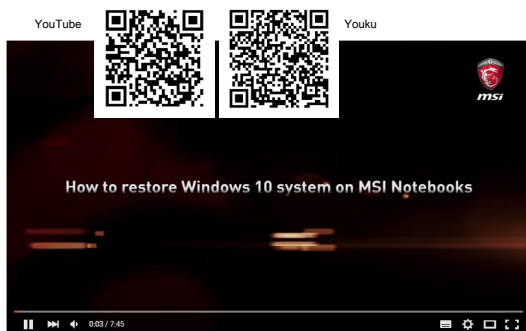 YouTube
Youku
msi
How to restore Windows 10 system on MSI Notebooks
0:03 / 7:45